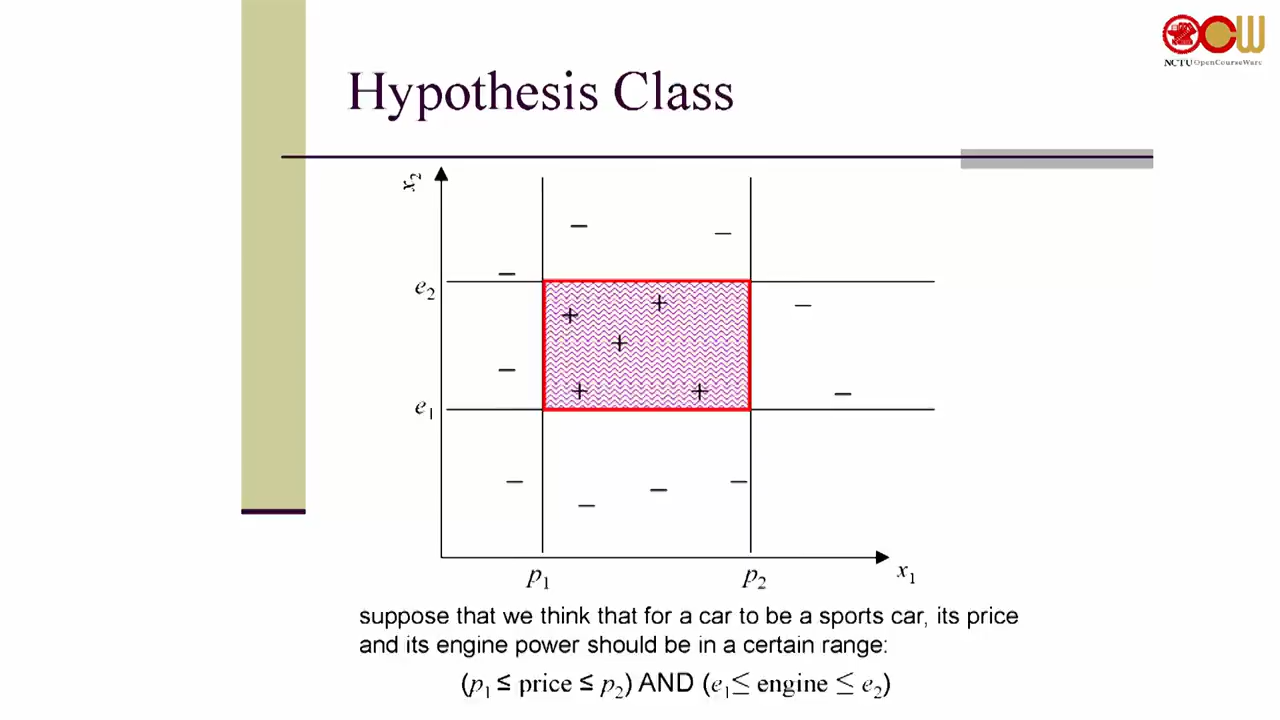 OCW
NCTU OpenCourseWare
Hypothesis Class
x₂
− −
−
e₂
+ + −
+
−
+ + −
e₁
− − −
−
p₁ p₂ x₁
suppose that we think that for a car to be a sports car, its price
and its engine power should be in a certain range:
(p₁ ≤ price ≤ p₂) AND (e₁ ≤ engine ≤ e₂)